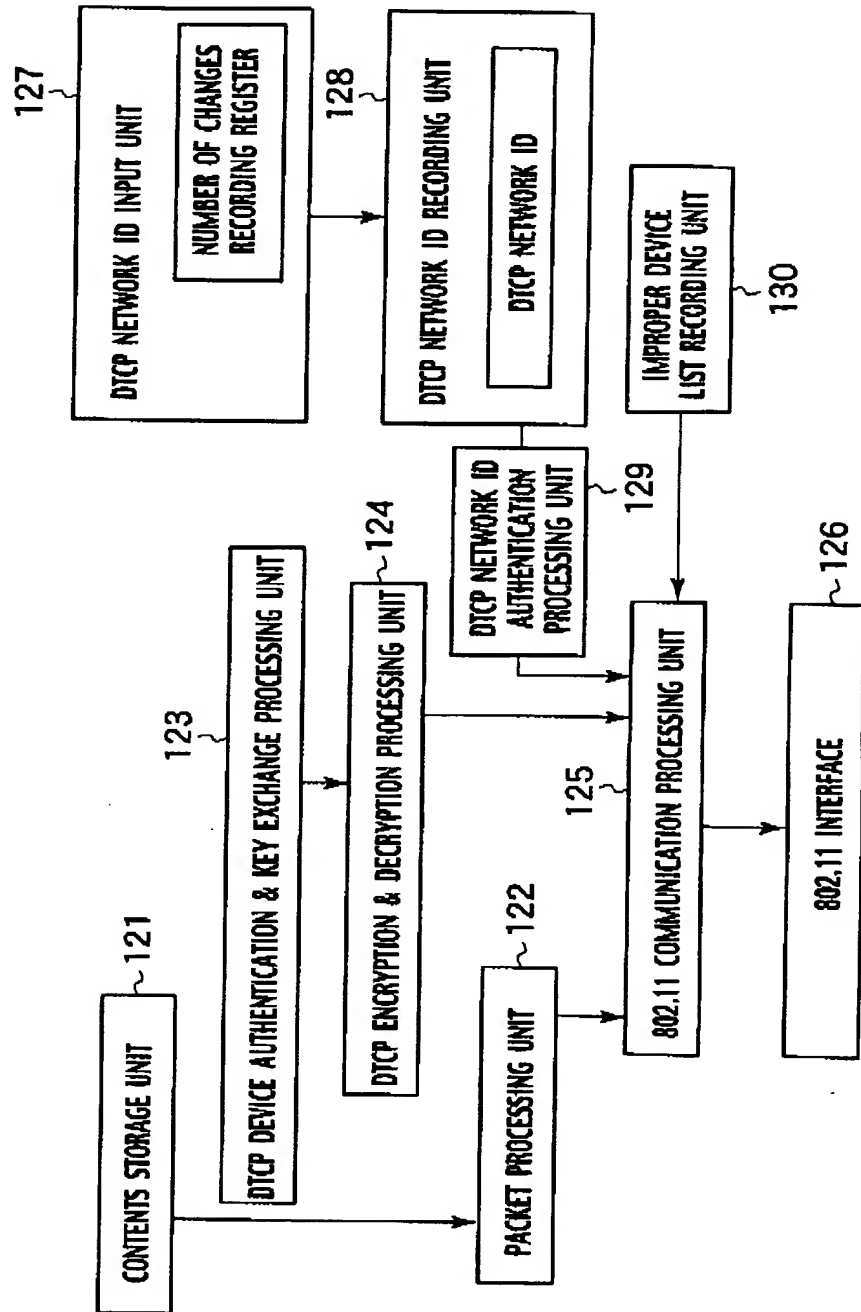 127
DTCP NETWORK ID INPUT UNIT
NUMBER OF CHANGES
RECORDING REGISTER
128
DTCP NETWORK ID RECORDING UNIT
DTCP NETWORK ID
IMPROPER DEVICE
LIST RECORDING UNIT
130
DTCP NETWORK ID
AUTHENTICATION
PROCESSING UNIT
129
123
DTCP DEVICE AUTHENTICATION & KEY EXCHANGE PROCESSING UNIT
124
DTCP ENCRYPTION & DECRYPTION PROCESSING UNIT
121
CONTENTS STORAGE UNIT
122
PACKET PROCESSING UNIT
125
802.11 COMMUNICATION PROCESSING UNIT
126
802.11 INTERFACE